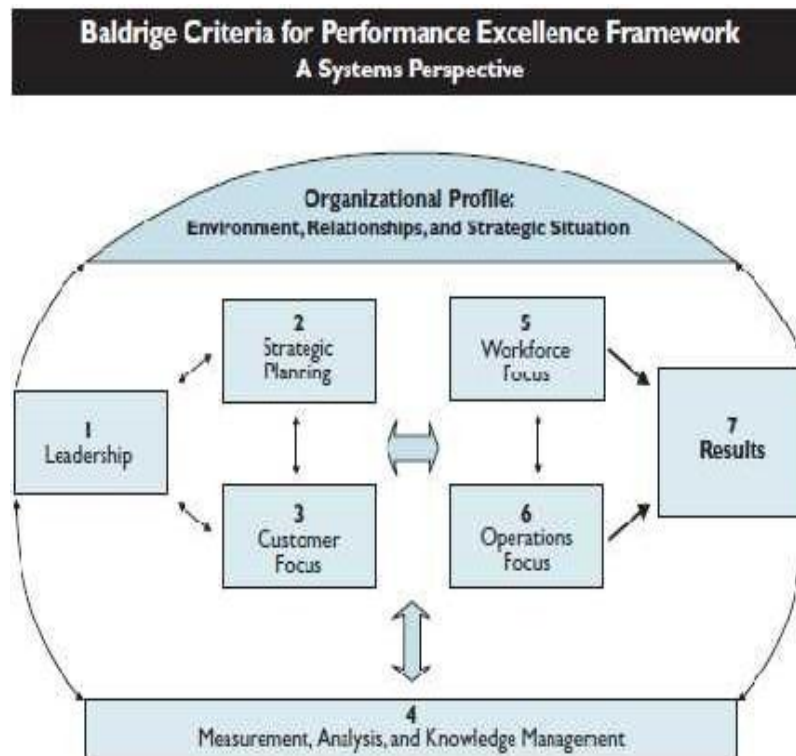 Baldrige Criteria for Performance Excellence Framework
A Systems Perspective
Organizational Profile:
Environment, Relationships, and Strategic Situation
2
Strategic
Planning
5
Workforce
Focus
1
Leadership
7
Results
3
Customer
Focus
6
Operations
Focus
4
Measurement, Analysis, and Knowledge Management